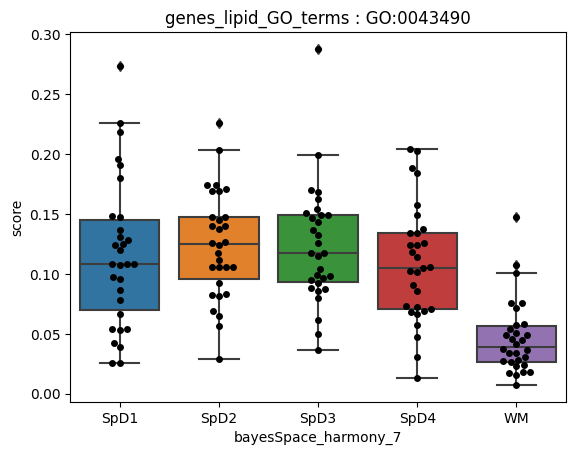 genes_lipid_GO_terms : GO:0043490
0.30
0.25
0.20
0.15
0.10
0.05
0.00
score
SpD1 SpD2 SpD3 SpD4 WM
bayesSpace_harmony_7